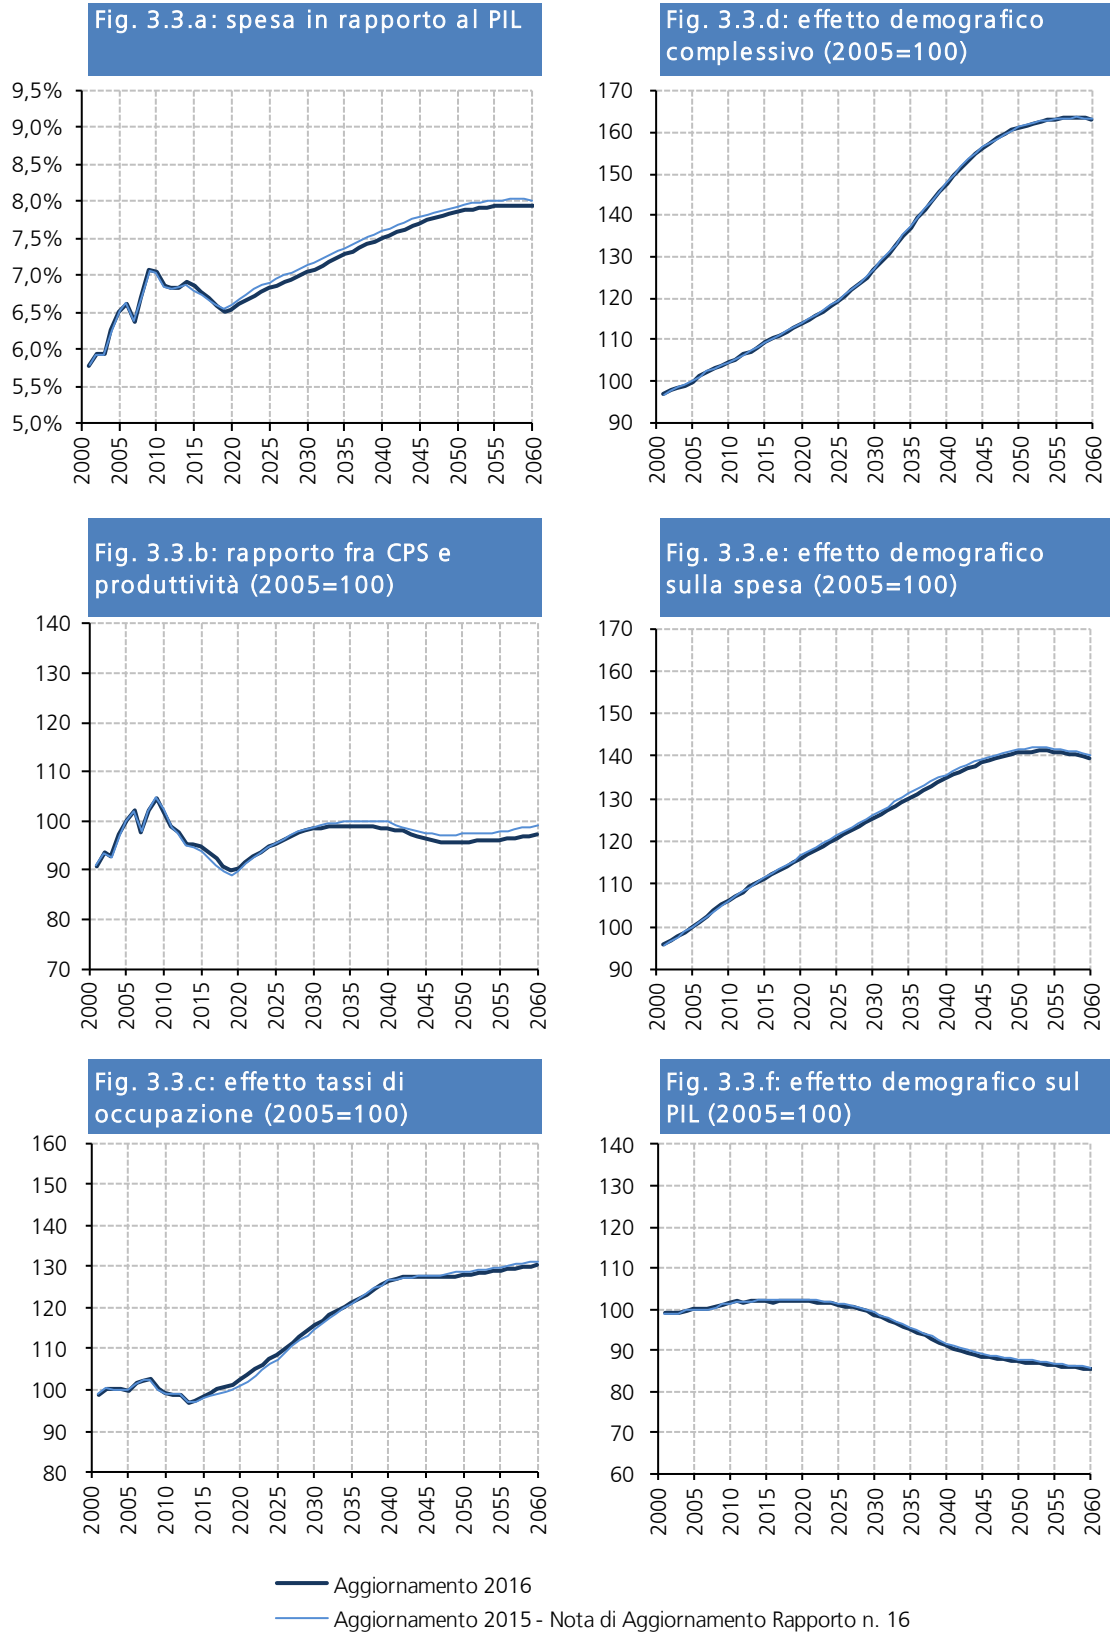 Fig. 3.3.a: spesa in rapporto al PIL
9,5%
9,0%
8,5%
8,0%
7,5%
7,0%
6,5%
6,0%
5,5%
5,0%
2000 2005 2010 2015 2020 2025 2030 2035 2040 2045 2050 2055 2060
Fig. 3.3.d: effetto demografico
complessivo (2005=100)
170
160
150
140
130
120
110
100
90
2000 2005 2010 2015 2020 2025 2030 2035 2040 2045 2050 2055 2060
Fig. 3.3.b: rapporto fra CPS e
produttività (2005=100)
140
130
120
110
100
90
80
70
2000 2005 2010 2015 2020 2025 2030 2035 2040 2045 2050 2055 2060
Fig. 3.3.e: effetto demografico
sulla spesa (2005=100)
170
160
150
140
130
120
110
100
90
2000 2005 2010 2015 2020 2025 2030 2035 2040 2045 2050 2055 2060
Fig. 3.3.c: effetto tassi di
occupazione (2005=100)
160
150
140
130
120
110
100
90
80
2000 2005 2010 2015 2020 2025 2030 2035 2040 2045 2050 2055 2060
Fig. 3.3.f: effetto demografico sul
PIL (2005=100)
140
130
120
110
100
90
80
70
60
2000 2005 2010 2015 2020 2025 2030 2035 2040 2045 2050 2055 2060
Aggiornamento 2016
Aggiornamento 2015 - Nota di Aggiornamento Rapporto n. 16